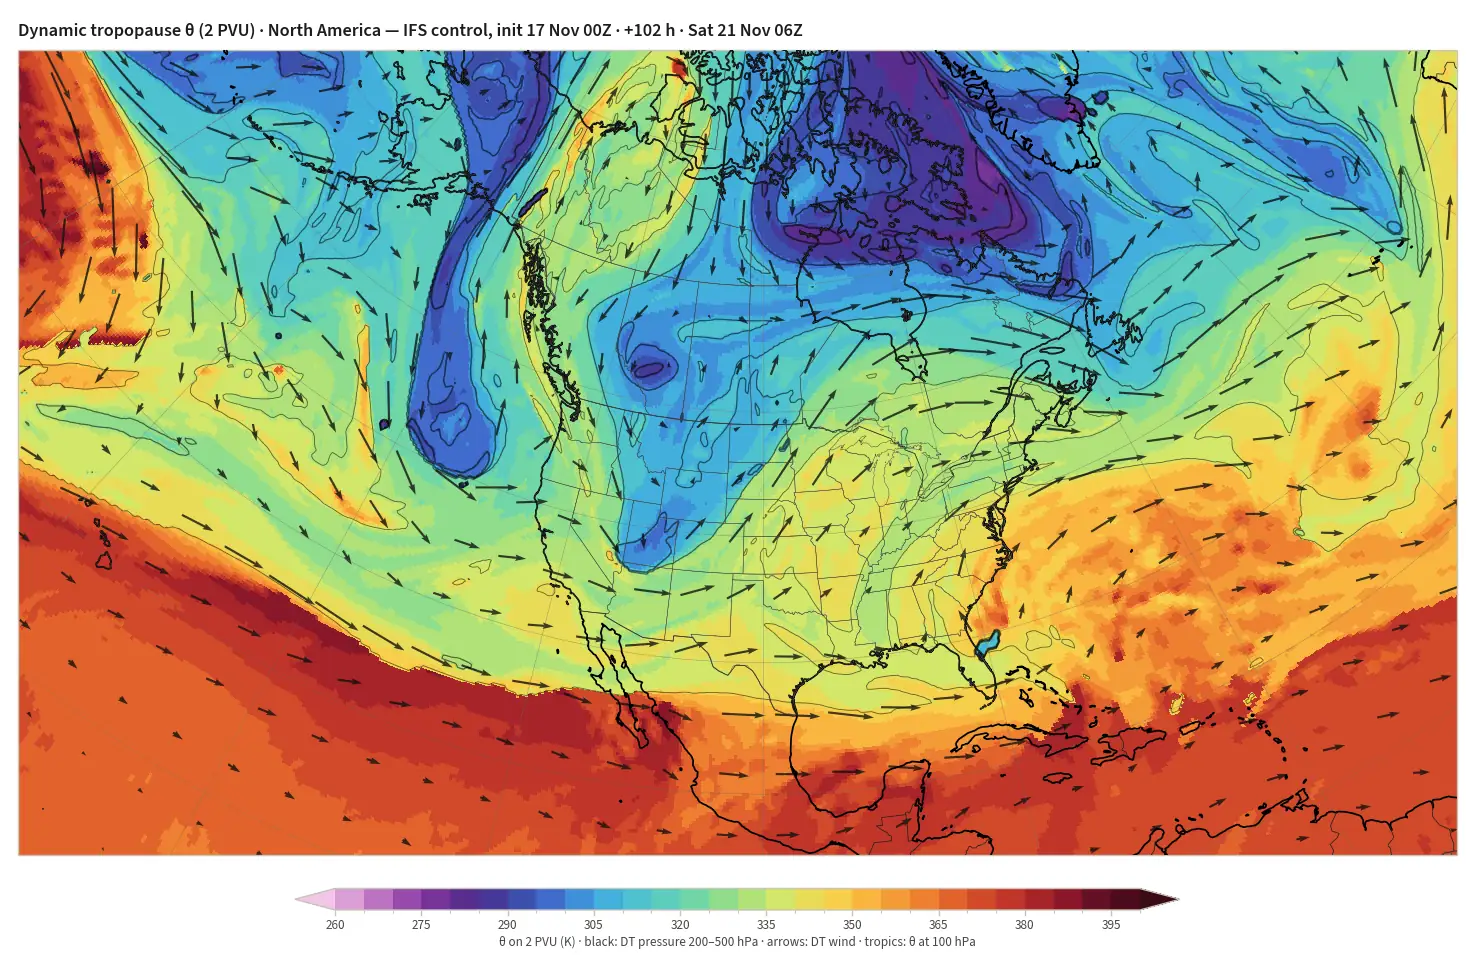 Dynamic tropopause θ (2 PVU) · North America — IFS control, init 17 Nov 00Z · +102 h · Sat 21 Nov 06Z
260 275 290 305 320 335 350 365 380 395
θ on 2 PVU (K) · black: DT pressure 200–500 hPa · arrows: DT wind · tropics: θ at 100 hPa